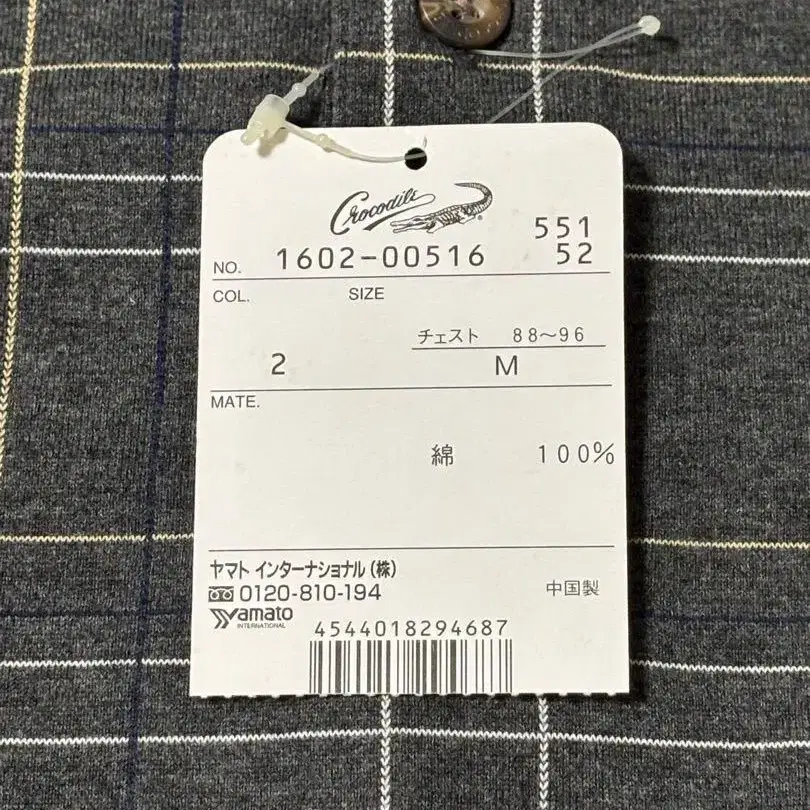 Crocodile ®
551
NO. 1602-00516 52
COL. SIZE
チェスト 88〜96
2 M
MATE.
綿 100%
ヤマト インターナショナル(株)
0120-810-194 中国製
Yamato
INTERNATIONAL
4544018294687